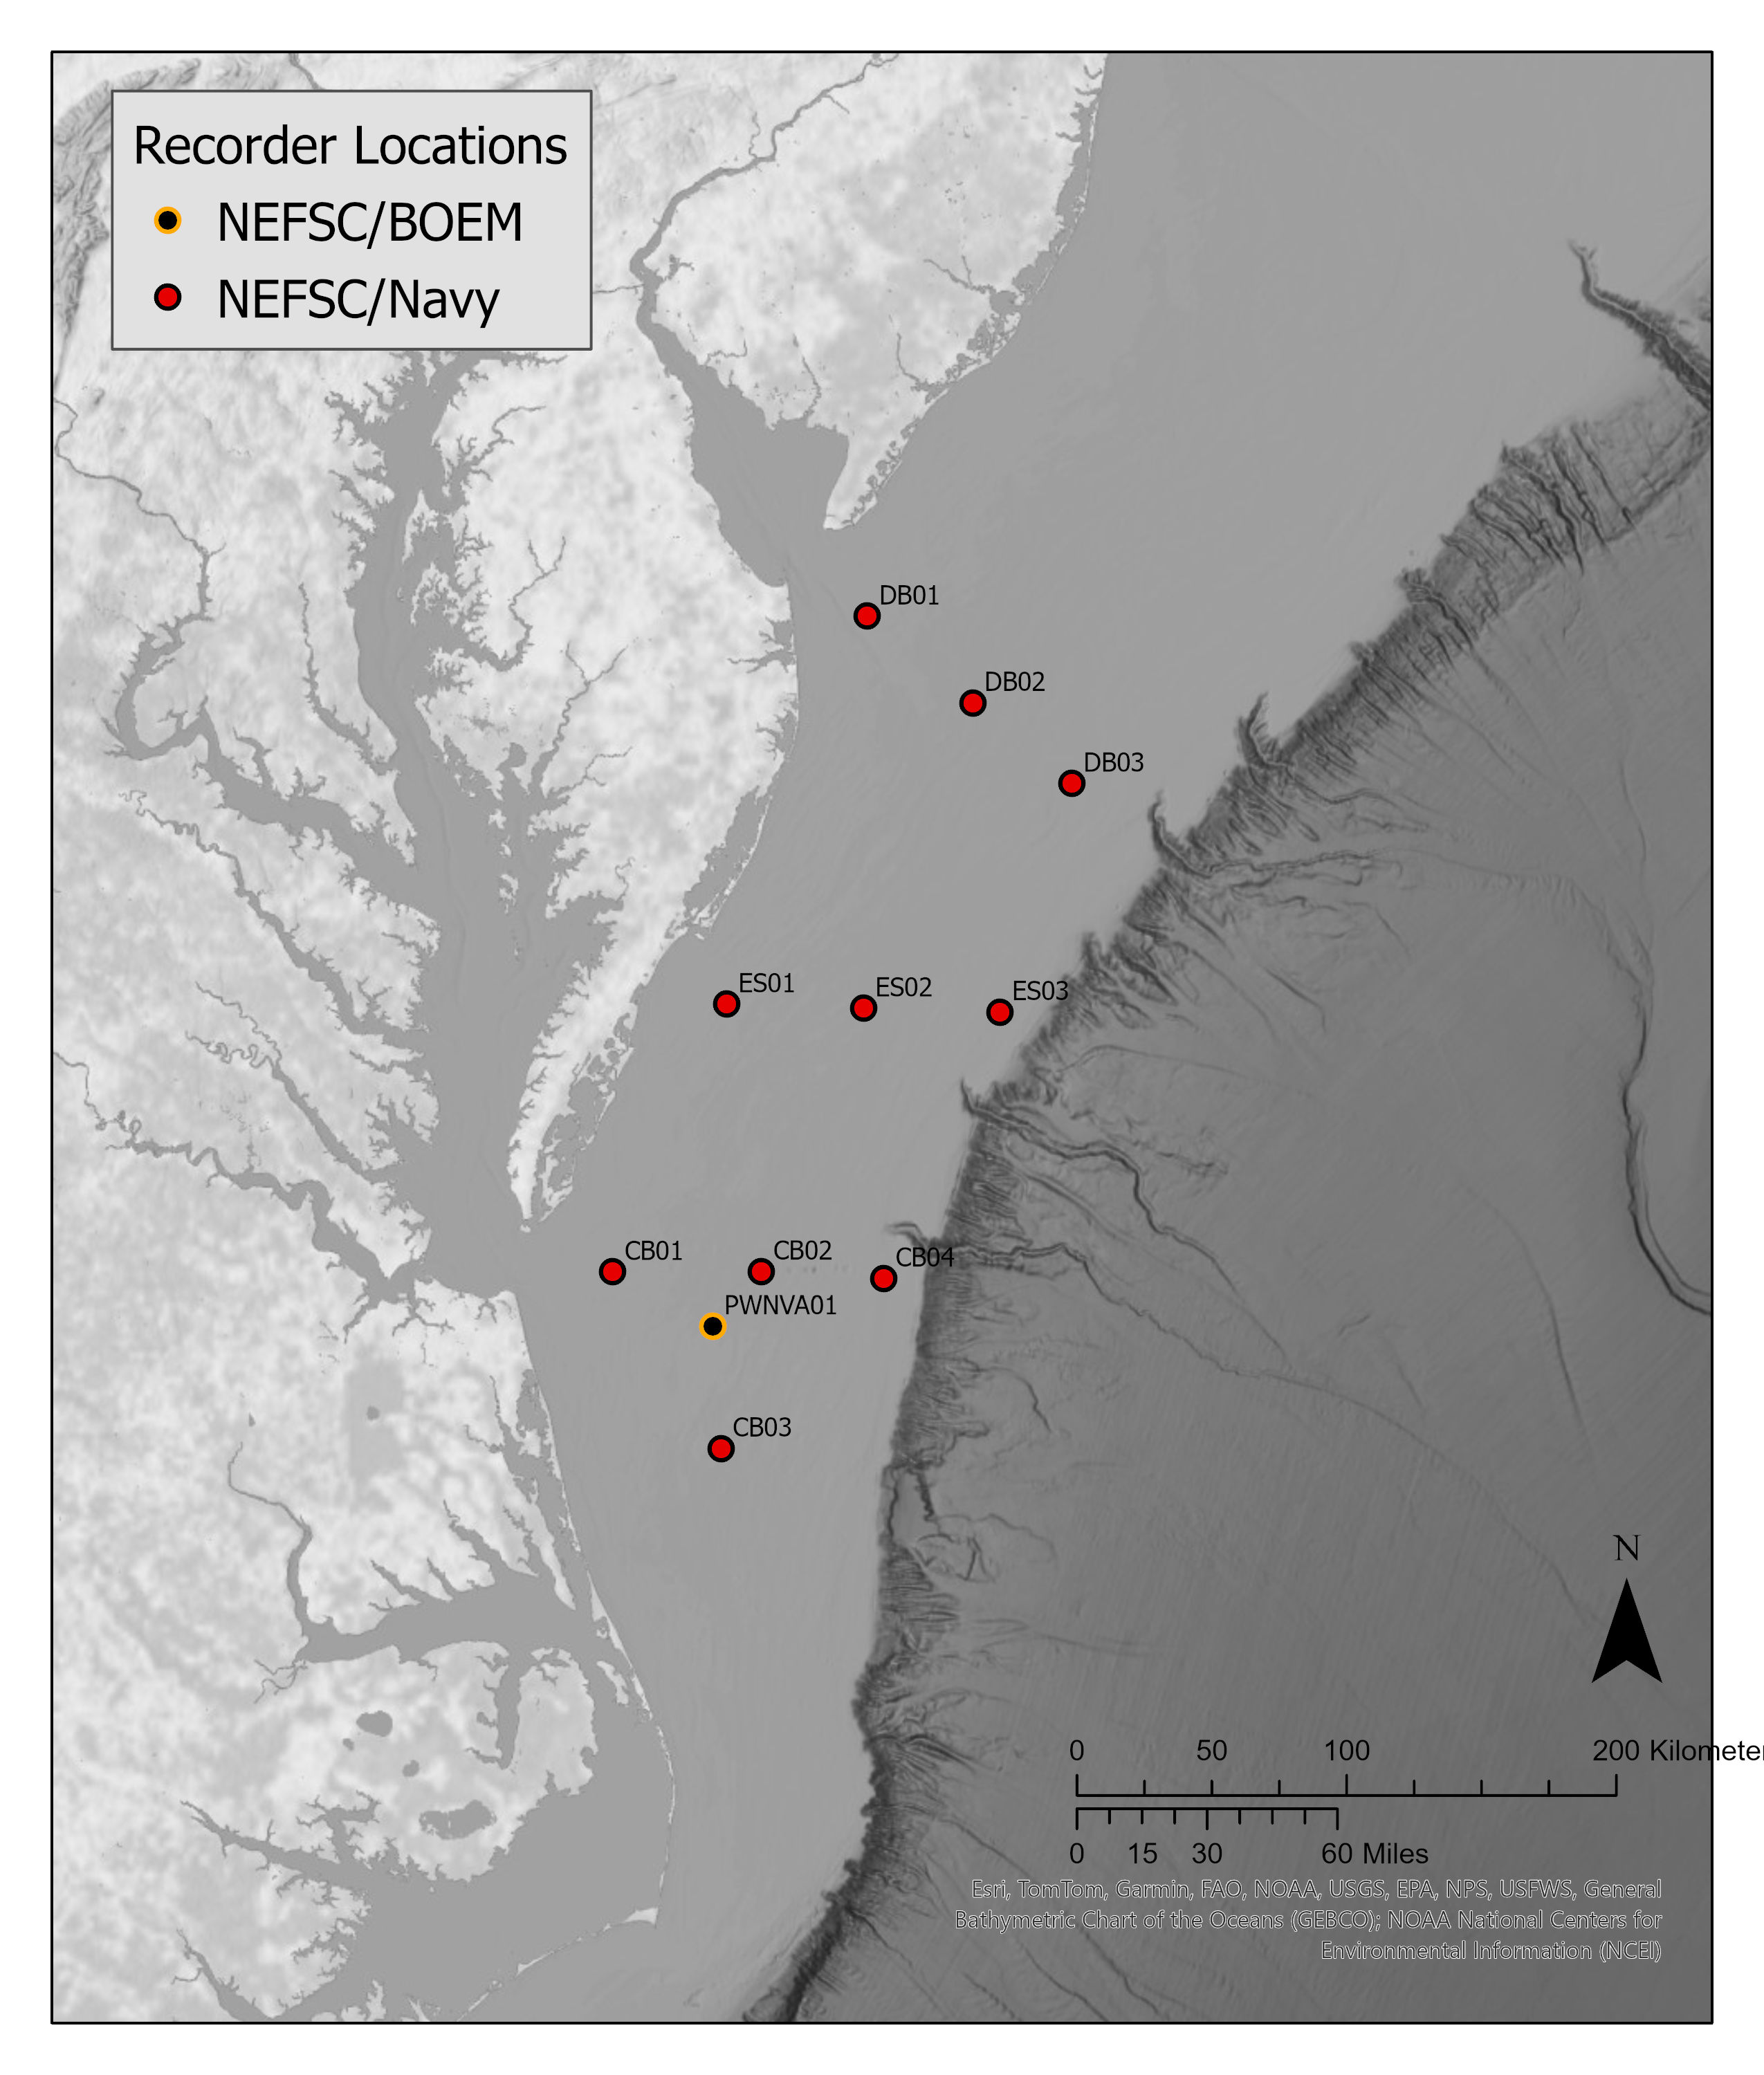 Recorder Locations
NEFSC/BOEM
NEFSC/Navy
DB01
DB02
DB03
ES01
ES02
ES03
CB01
CB02
CB04
PWNVA01
CB03
N
0 50 100 200 Kilometer
0 15 30 60 Miles
Esri, TomTom, Garmin, FAO, NOAA, USGS, EPA, NPS, USFWS, General
Bathymetric Chart of the Oceans (GEBCO); NOAA National Centers for
Environmental Information (NCEI)